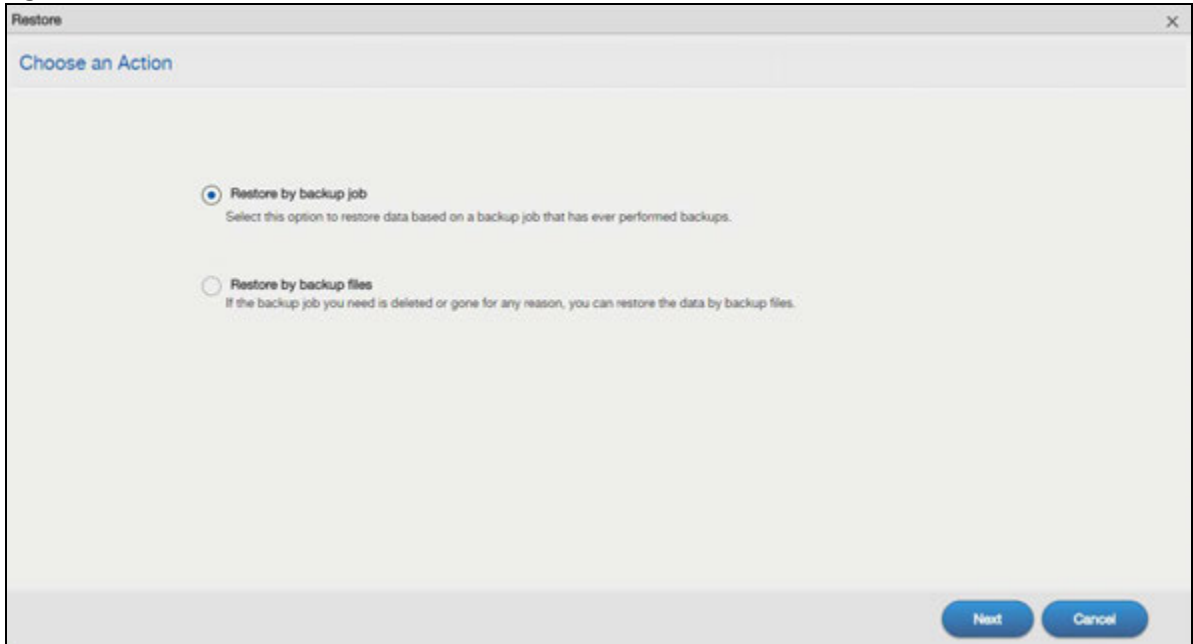 Restore
Choose an Action
Restore by backup job
Select this option to restore data based on a backup job that has ever performed backups.
Restore by backup files
If the backup job you need is deleted or gone for any reason, you can restore the data by backup files.
Next Cancel